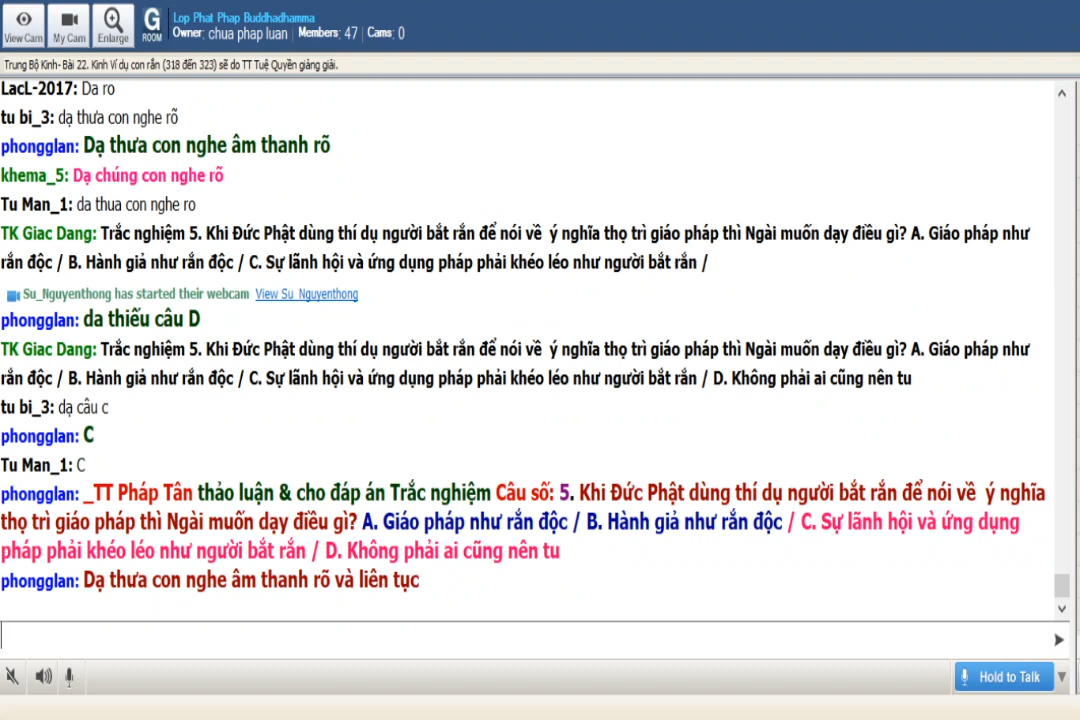 View Cam
My Cam
Enlarge
G
ROOM
Lop Phat Phap Buddhadhamma
Owner: chua phap luan | Members: 47 | Cams: 0
Trung Bộ Kinh- Bài 22. Kinh Ví dụ con rắn (318 đến 323) sẽ do TT Tuệ Quyền giảng giải.
LacL-2017: Da ro
tu bi_3: dạ thưa con nghe rõ
phongglan: Dạ thưa con nghe âm thanh rõ
khema_5: Dạ chúng con nghe rõ
Tu Man_1: da thua con nghe ro
TK Giac Dang: Trắc nghiệm 5. Khi Đức Phật dùng thí dụ người bắt rắn để nói về ý nghĩa thọ trì giáo pháp thì Ngài muốn dạy điều gì? A. Giáo pháp như
rắn độc / B. Hành giả như rắn độc / C. Sự lãnh hội và ứng dụng pháp phải khéo léo như người bắt rắn /
Su_Nguyenthong has started their webcam View Su_Nguyenthong
phongglan: da thiếu câu D
TK Giac Dang: Trắc nghiệm 5. Khi Đức Phật dùng thí dụ người bắt rắn để nói về ý nghĩa thọ trì giáo pháp thì Ngài muốn dạy điều gì? A. Giáo pháp như
rắn độc / B. Hành giả như rắn độc / C. Sự lãnh hội và ứng dụng pháp phải khéo léo như người bắt rắn / D. Không phải ai cũng nên tu
tu bi_3: dạ câu c
phongglan: C
Tu Man_1: C
phongglan: _TT Pháp Tân thảo luận & cho đáp án Trắc nghiệm Câu số: 5. Khi Đức Phật dùng thí dụ người bắt rắn để nói về ý nghĩa
thọ trì giáo pháp thì Ngài muốn dạy điều gì? A. Giáo pháp như rắn độc / B. Hành giả như rắn độc / C. Sự lãnh hội và ứng dụng
pháp phải khéo léo như người bắt rắn / D. Không phải ai cũng nên tu
phongglan: Dạ thưa con nghe âm thanh rõ và liên tục
Hold to Talk